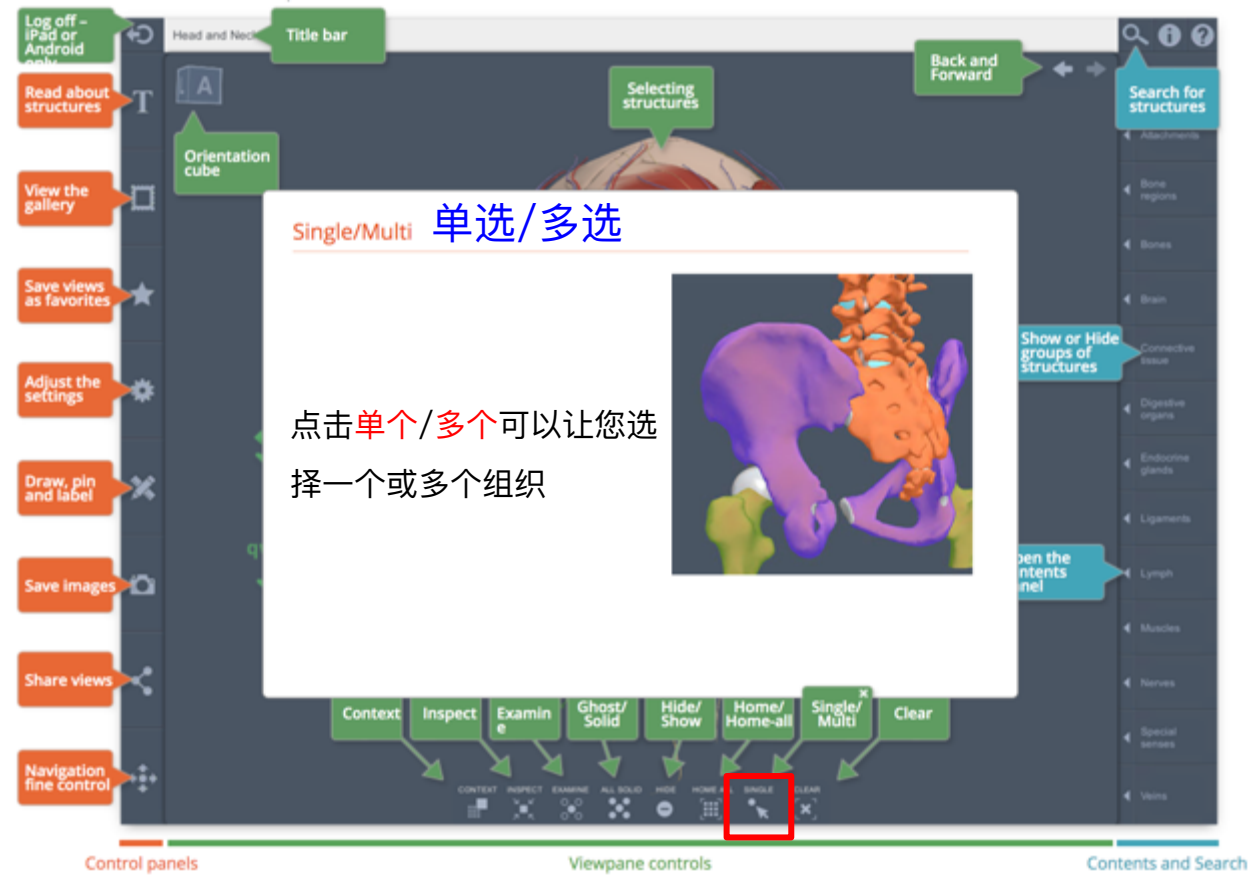 Log off –
iPad or
Android
only
Head and Neck
Title bar
Back and
Forward
Read about
structures
T
A
L
Selecting
structures
Search for
structures
Attachments
Orientation
cube
View the
gallery
Bone
regions
Single/Multi 单选/多选
Bones
Save views
as favorites
Brain
Show or Hide
groups of
structures
Connective
tissue
Adjust the
settings
Digestive
organs
点击单个/多个可以让您选
择一个或多个组织
Endocrine
glands
Draw, pin
and label
Ligaments
Save images
Lymph
Muscles
Share views
Nerves
Context
Inspect
Examin
e
Ghost/
Solid
Hide/
Show
Home/
Home-all
Single/
Multi
Clear
Special
senses
Navigation
fine control
CONTEXT
INSPECT
EXAMINE
ALL SOLID
HIDE
SINGLE
CLEAR
Veins
Control panels
Viewpane controls
Contents and Search